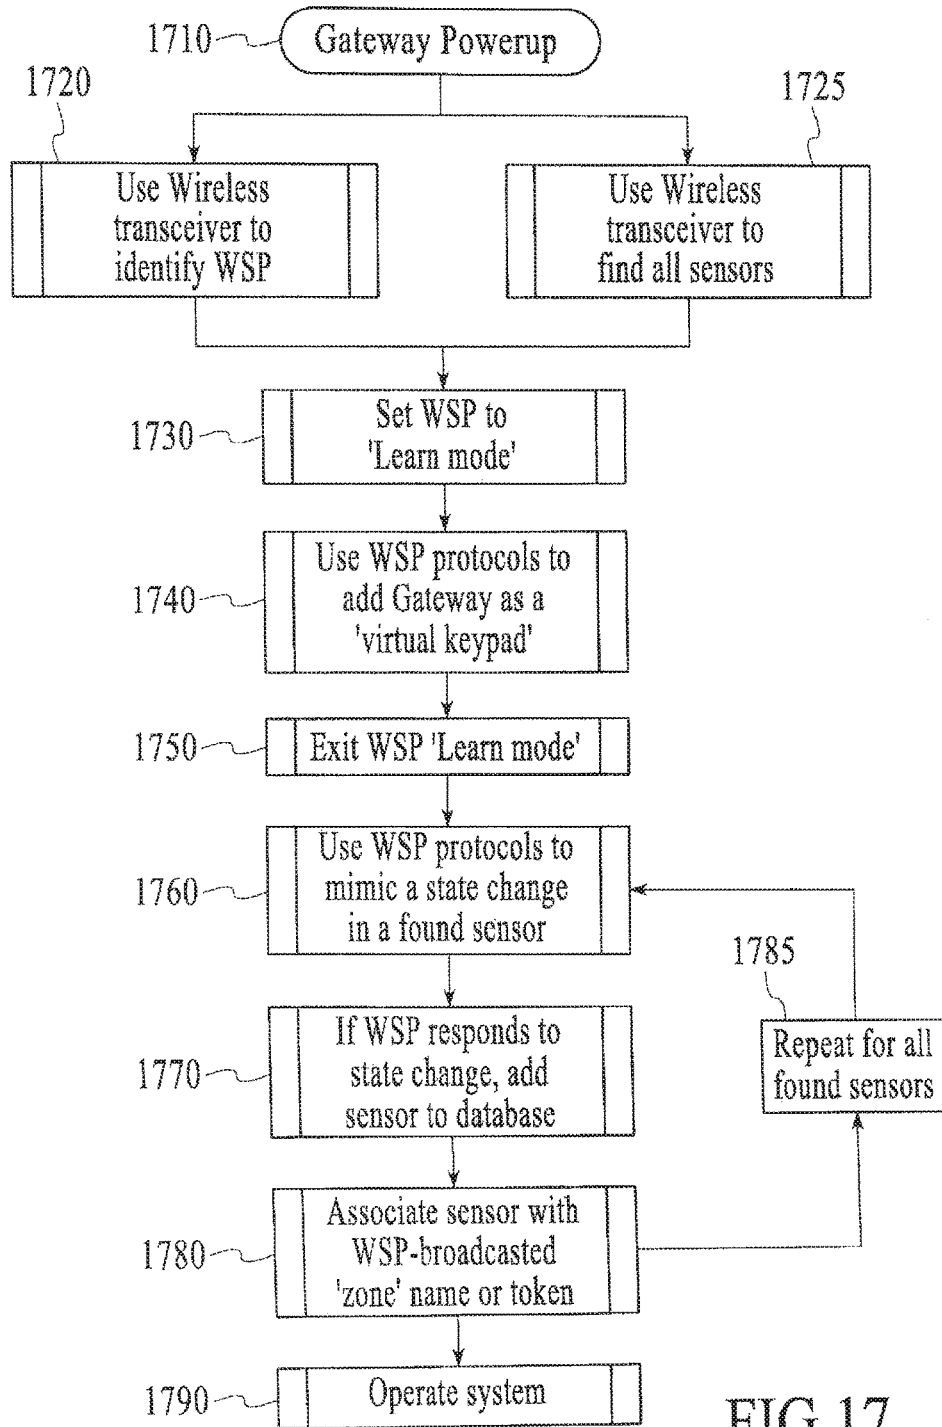 1710
Gateway Powerup
1720
1725
Use Wireless
transceiver to
identify WSP
Use Wireless
transceiver to
find all sensors
1730
Set WSP to
'Learn mode'
1740
Use WSP protocols to
add Gateway as a
'virtual keypad'
1750
Exit WSP 'Learn mode'
1760
Use WSP protocols to
mimic a state change
in a found sensor
1785
Repeat for all
found sensors
1770
If WSP responds to
state change, add
sensor to database
1780
Associate sensor with
WSP-broadcasted
'zone' name or token
1790
Operate system
FIG.17